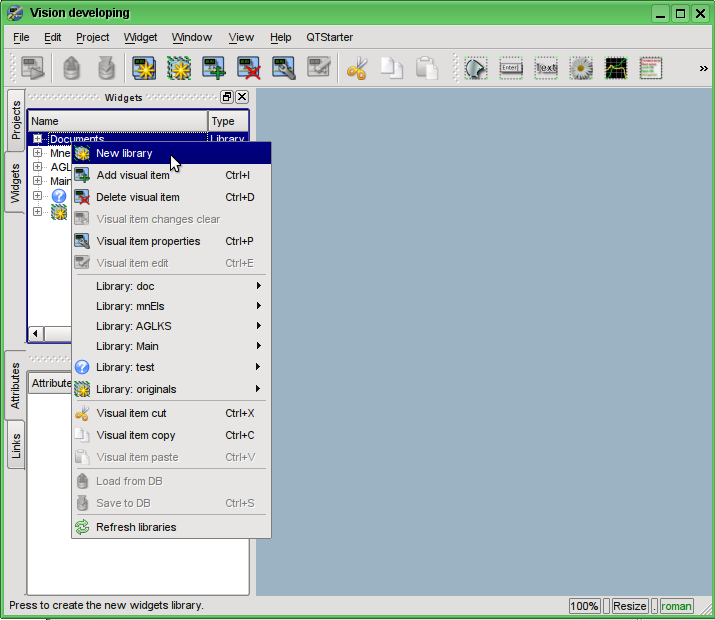 Vision developing
File Edit Project Widget Window View Help QTStarter
Enter| Text »
Widgets
Name Type
Projects
Widgets
Documents Library
Mne
AGL
Main
New library
Add visual item Ctrl+I
Delete visual item Ctrl+D
Visual item changes clear
Visual item properties Ctrl+P
Visual item edit Ctrl+E
Library: doc
Library: mnEls
Library: AGLKS
Library: Main
Library: test
Library: originals
Visual item cut Ctrl+X
Visual item copy Ctrl+C
Visual item paste Ctrl+V
Load from DB
Save to DB Ctrl+S
Refresh libraries
Attributes
Links
Attribute
Press to create the new widgets library.
100% Resize . roman